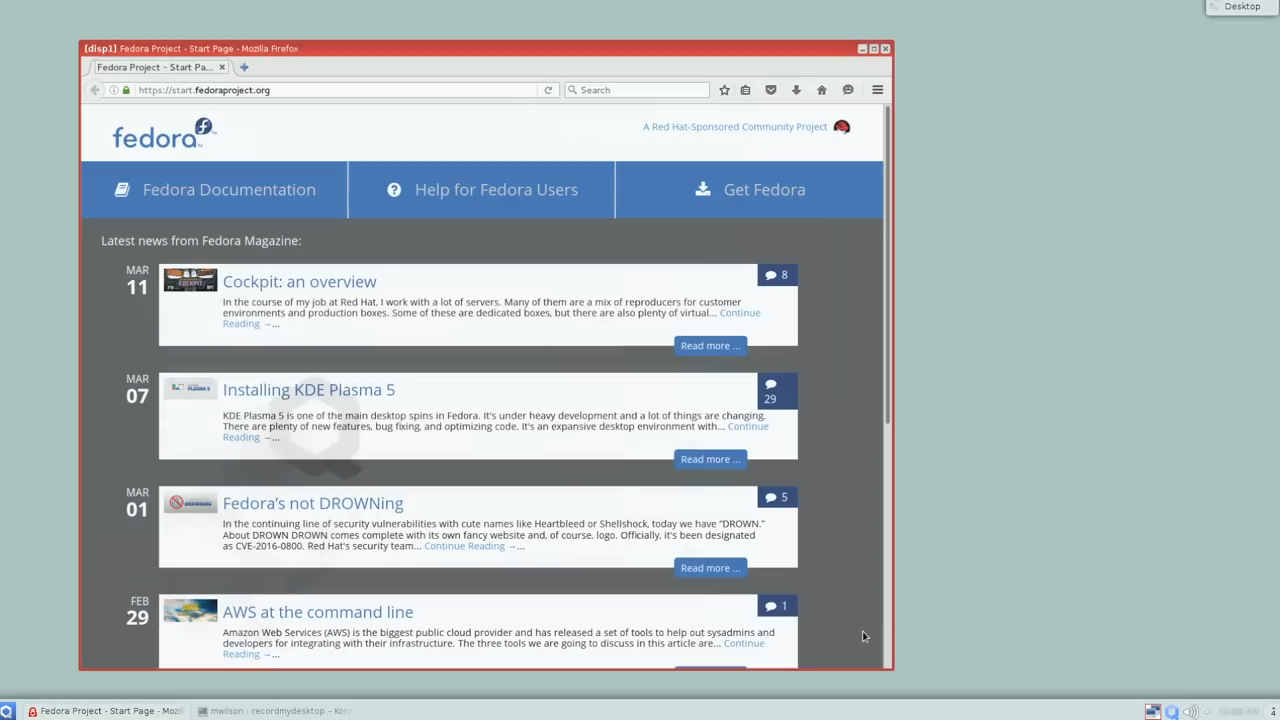 Desktop
[disp1] Fedora Project - Start Page - Mozilla Firefox
Fedora Project - Start Pa...
https://start.fedoraproject.org
Search
fedora
A Red Hat-Sponsored Community Project
Fedora Documentation
Help for Fedora Users
Get Fedora
Latest news from Fedora Magazine:
MAR
11
Cockpit: an overview
8
In the course of my job at Red Hat, I work with a lot of servers. Many of them are a mix of reproducers for customer
environments and production boxes. Some of these are dedicated boxes, but there are also plenty of virtual... Continue
Reading →...
Read more ...
MAR
07
Installing KDE Plasma 5
29
KDE Plasma 5 is one of the main desktop spins in Fedora. It's under heavy development and a lot of things are changing.
There are plenty of new features, bug fixing, and optimizing code. It's an expansive desktop environment with... Continue
Reading →...
Read more ...
MAR
01
Fedora’s not DROWNing
5
In the continuing line of security vulnerabilities with cute names like Heartbleed or Shellshock, today we have “DROWN.”
About DROWN DROWN comes complete with its own fancy website and, of course, logo. Officially, it's been designated
as CVE-2016-0800. Red Hat's security team... Continue Reading →...
Read more ...
FEB
29
AWS at the command line
1
Amazon Web Services (AWS) is the biggest public cloud provider and has released a set of tools to help out sysadmins and
developers for integrating with their infrastructure. The three tools we are going to discuss in this article are... Continue
Reading →...
Fedora Project - Start Page - Mozi
mwilson : recordmydesktop – Kon